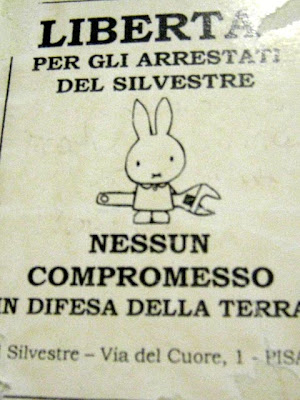 LIBERTA'
PER GLI ARRESTATI
DEL SILVESTRE
NESSUN
COMPROMESSO
IN DIFESA DELLA TERRA
Silvestre – Via del Cuore, 1 - PISA